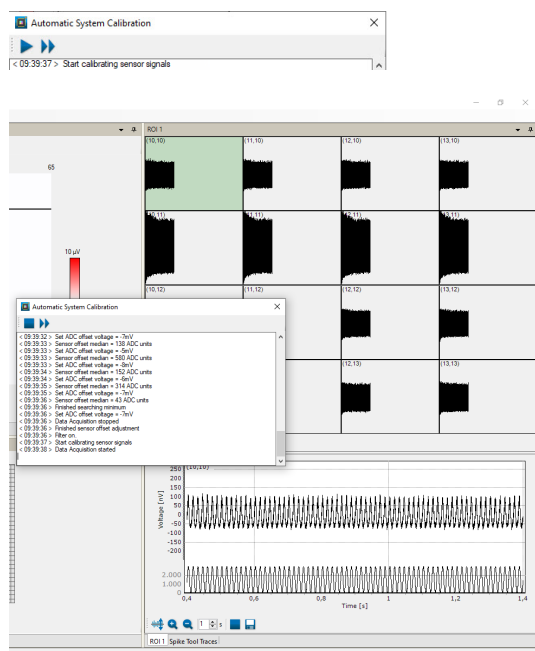 Automatic System Calibration
< 09:39:37 > Start calibrating sensor signals
ROI 1
65
10 µV
(10,10)
(11,10)
(12,10)
(13,10)
(11,11)
(13,11)
(10,12)
(11,12)
(12,12)
(13,12)
(12,13)
(13,13)
Automatic System Calibration
< 09:39:32 > Set ADC offset voltage = -7mV
< 09:39:33 > Sensor offset median = 138 ADC units
< 09:39:33 > Set ADC offset voltage = -5mV
< 09:39:33 > Sensor offset median = 580 ADC units
< 09:39:33 > Set ADC offset voltage = -8mV
< 09:39:34 > Sensor offset median = 152 ADC units
< 09:39:34 > Set ADC offset voltage = -6mV
< 09:39:35 > Sensor offset median = 314 ADC units
< 09:39:35 > Set ADC offset voltage = -7mV
< 09:39:36 > Sensor offset median = 43 ADC units
< 09:39:36 > Finished searching minimum
< 09:39:36 > Set ADC offset voltage = -7mV
< 09:39:36 > Data Acquisition stopped
< 09:39:36 > Finished sensor offset adjustment
< 09:39:36 > Filter on.
< 09:39:37 > Start calibrating sensor signals
< 09:39:38 > Data Acquisition started
(10,10)
250
200
150
100
50
0
-50
-100
-150
-200
Voltage [nV]
2.000
1.000
0
0,4
0,6
0,8
1
1,2
1,4
Time [s]
1
s
ROI 1
Spike Tool Traces